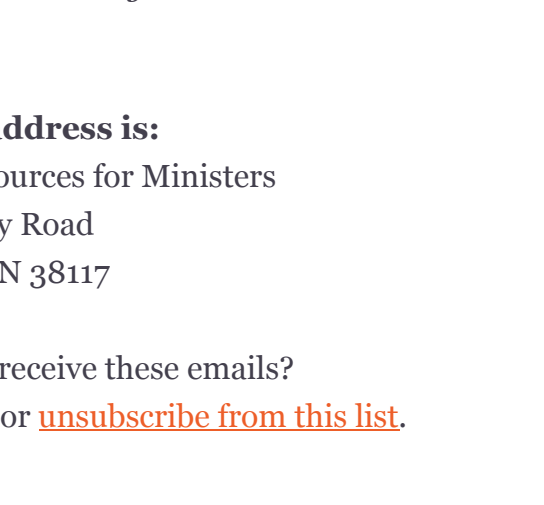 ddress is:
ources for Ministers
y Road
N 38117
receive these emails?
or unsubscribe from this list.